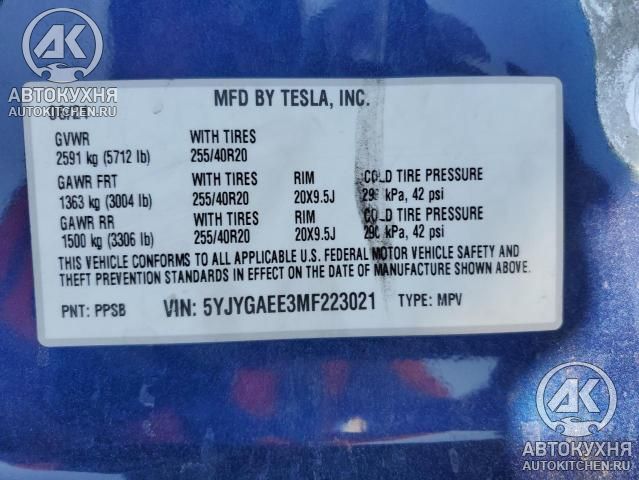 AK
АВТОКУХНЯ
AUTOKITCHEN.RU
MFD BY TESLA, INC.
GVWR WITH TIRES
2591 kg (5712 lb) 255/40R20
GAWR FRT WITH TIRES RIM COLD TIRE PRESSURE
1363 kg (3004 lb) 255/40R20 20X9.5J kPa, 42 psi
GAWR RR WITH TIRES RIM COLD TIRE PRESSURE
1500 kg (3306 lb) 255/40R20 20X9.5J 290 kPa, 42 psi
THIS VEHICLE CONFORMS TO ALL APPLICABLE U.S. FEDERAL MOTOR VEHICLE SAFETY AND
THEFT PREVENTION STANDARDS IN EFFECT ON THE DATE OF MANUFACTURE SHOWN ABOVE.
PNT: PPSB VIN: 5YJYGAEE3MF223021 TYPE: MPV
AK
АВТОКУХНЯ
AUTOKITCHEN.RU